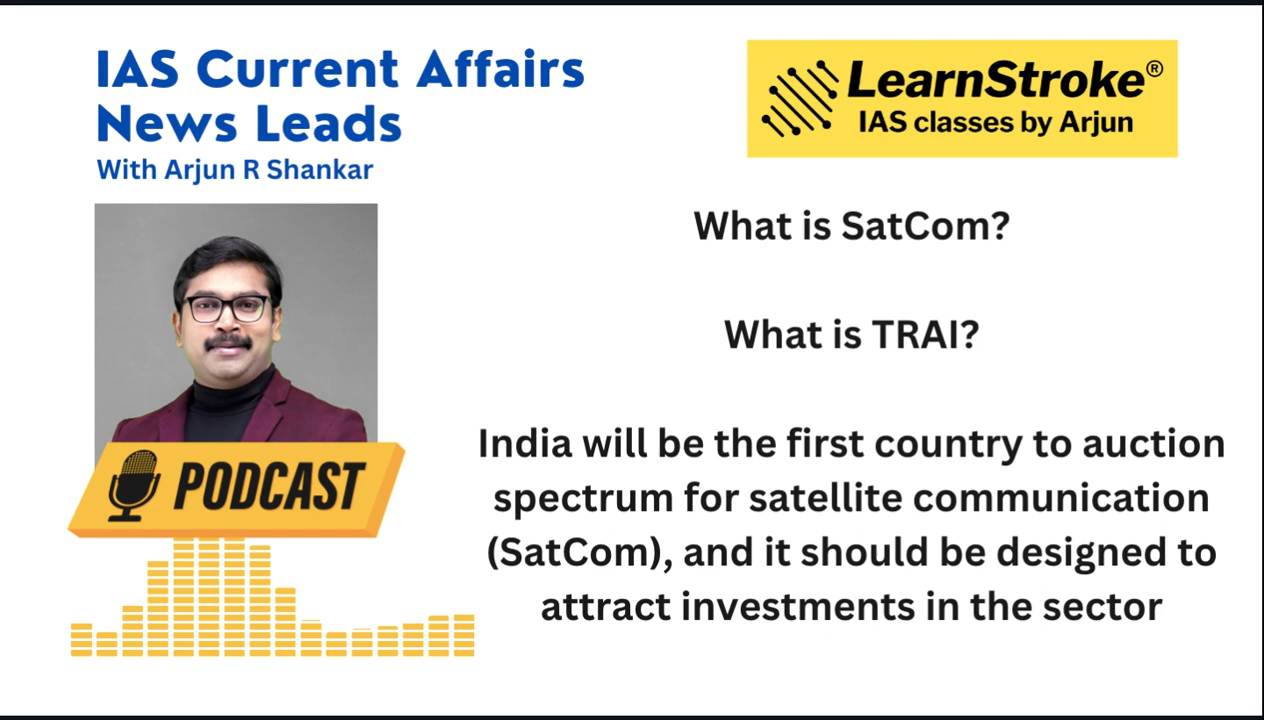 IAS Current Affairs
News Leads
With Arjun R Shankar
LearnStroke®
IAS classes by Arjun
What is SatCom?
What is TRAI?
India will be the first country to auction
spectrum for satellite communication
(SatCom), and it should be designed to
attract investments in the sector
PODCAST